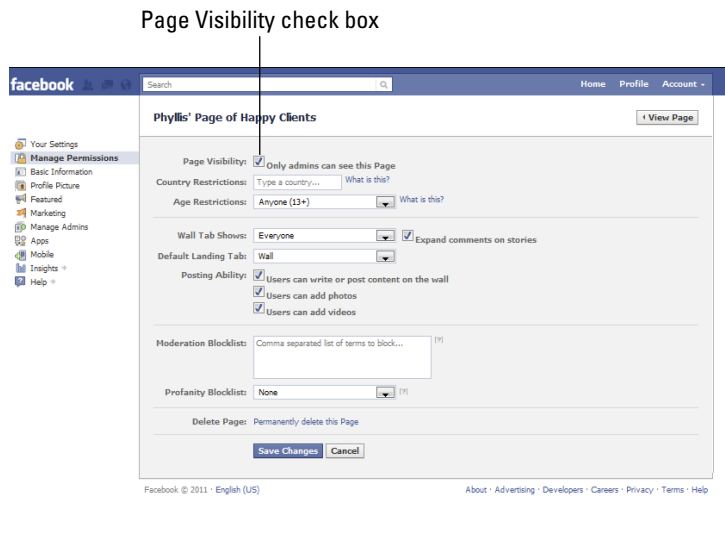 Page Visibility check box
facebook Search Home Profile Account
Phyllis' Page of Happy Clients View Page
Your Settings
Manage Permissions
Basic Information
Profile Picture
Featured
Marketing
Manage Admins
Apps
Mobile
Insights
Help
Page Visibility: Only admins can see this Page
Country Restrictions: Type a country... What is this?
Age Restrictions: Anyone (13+) What is this?
Wall Tab Shows: Everyone Expand comments on stories
Default Landing Tab: Wall
Posting Ability: Users can write or post content on the wall
Users can add photos
Users can add videos
Moderation Blocklist: Comma separated list of terms to block... [?]
Profanity Blocklist: None [?]
Delete Page: Permanently delete this Page
Save Changes Cancel
Facebook © 2011 · English (US) About · Advertising · Developers · Careers · Privacy · Terms · Help